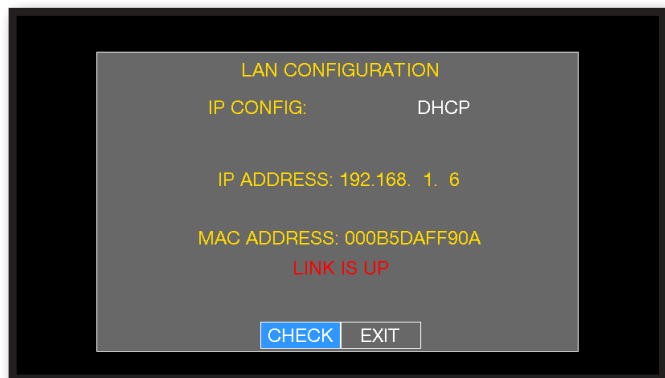 LAN CONFIGURATION
IP CONFIG: DHCP
IP ADDRESS: 192.168. 1. 6
MAC ADDRESS: 000B5DAFF90A
LINK IS UP
CHECK EXIT